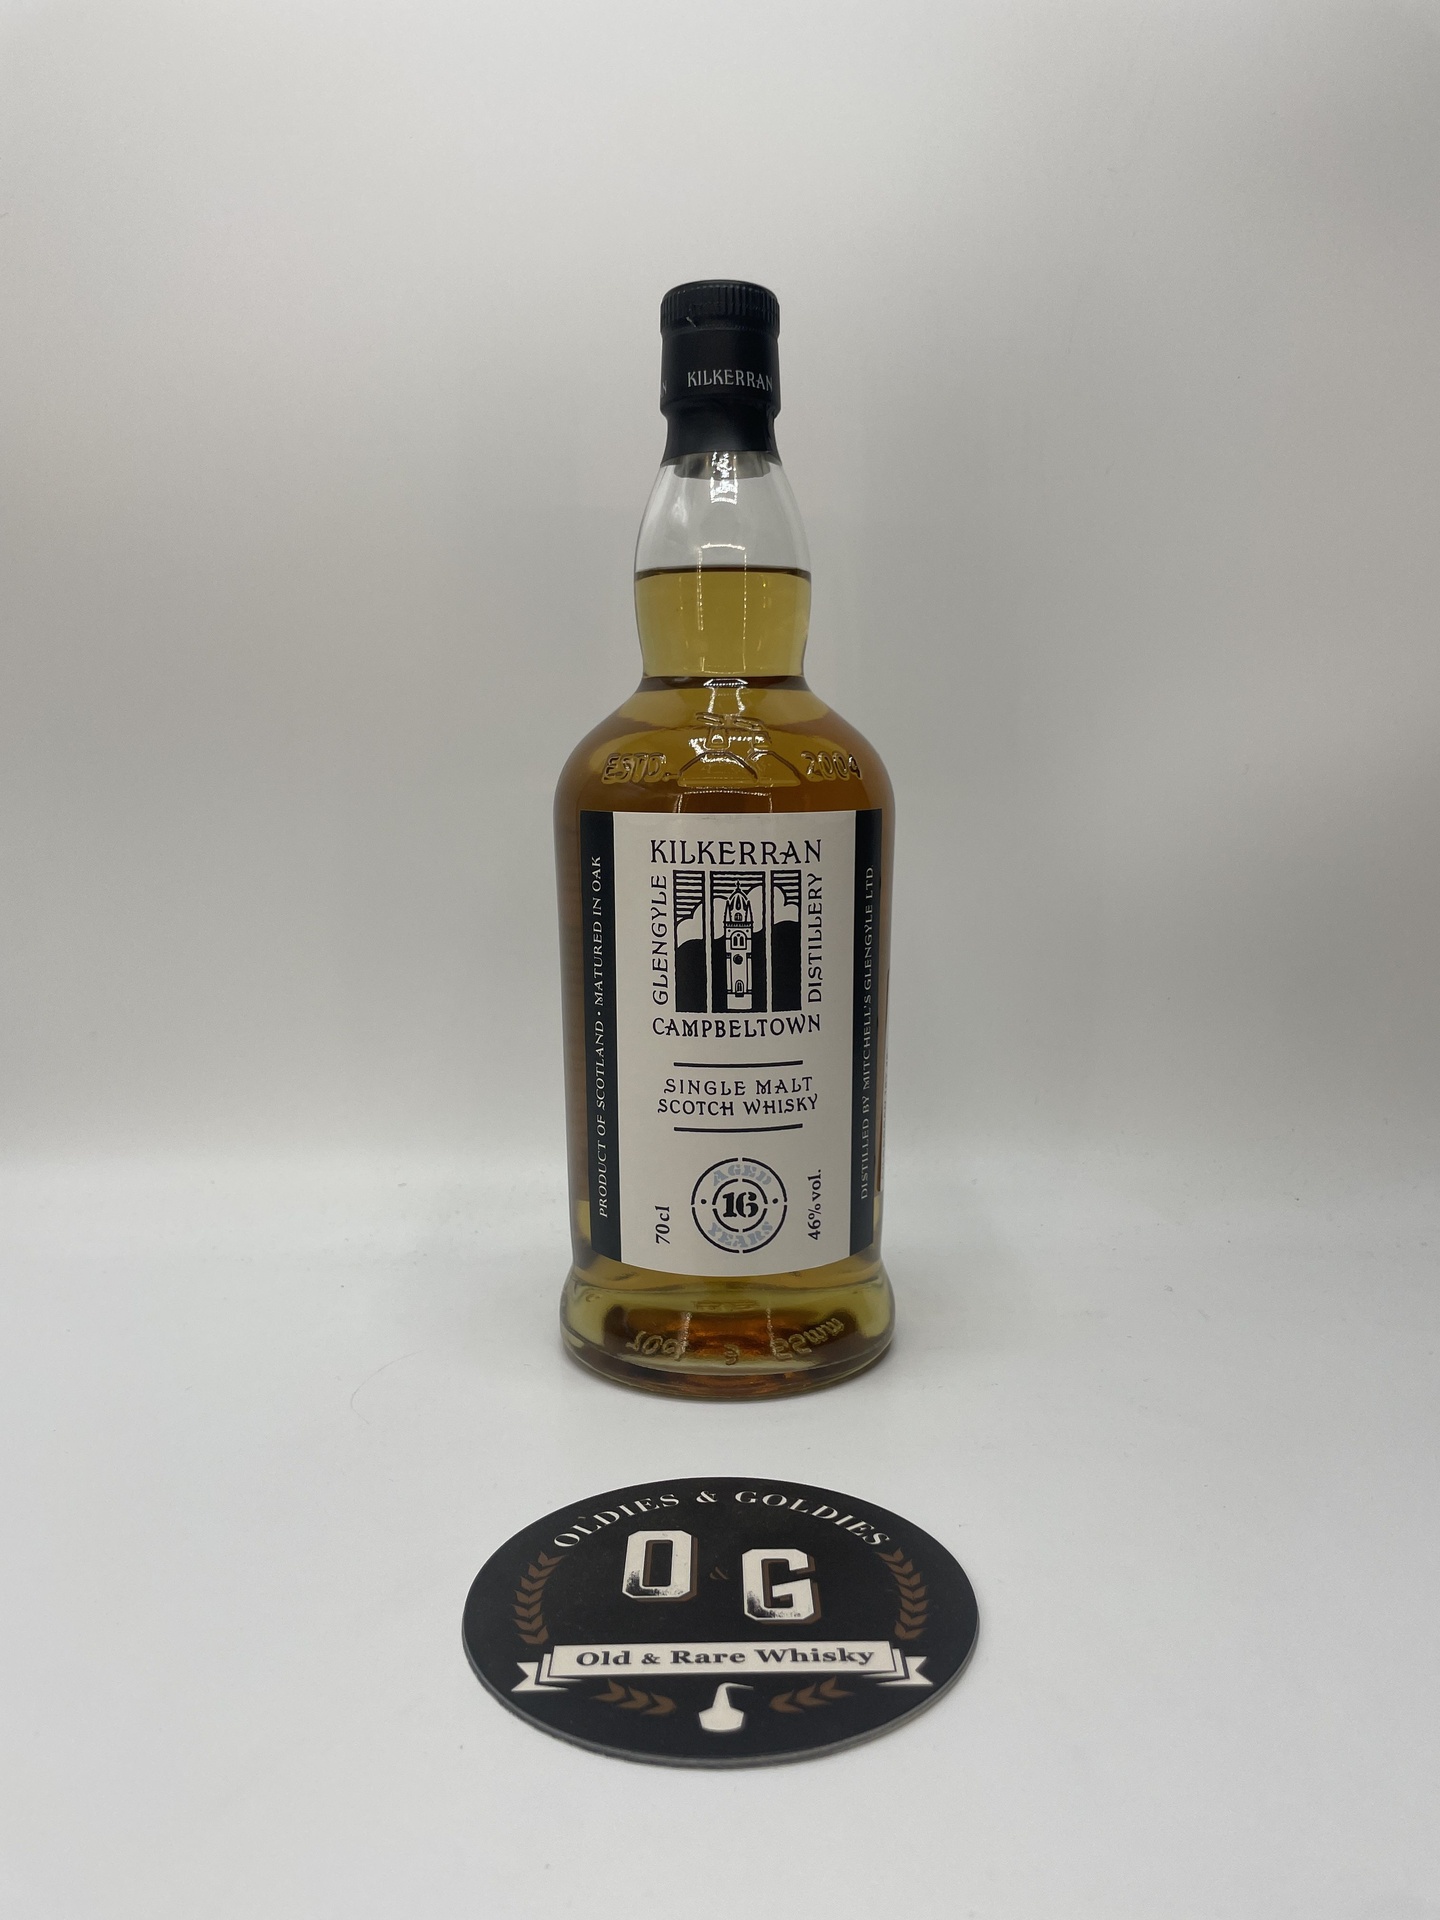 KILKERRAN
ESTD. 2004
KILKERRAN
GLENGYLE
DISTILLERY
CAMPBELTOWN
SINGLE MALT
SCOTCH WHISKY
AGED
16
YEARS
70cl
46% vol.
PRODUCT OF SCOTLAND • MATURED IN OAK
DISTILLED BY MITCHELL'S GLENGYLE LTD.
OLDIES & GOLDIES
O & G
Old & Rare Whisky